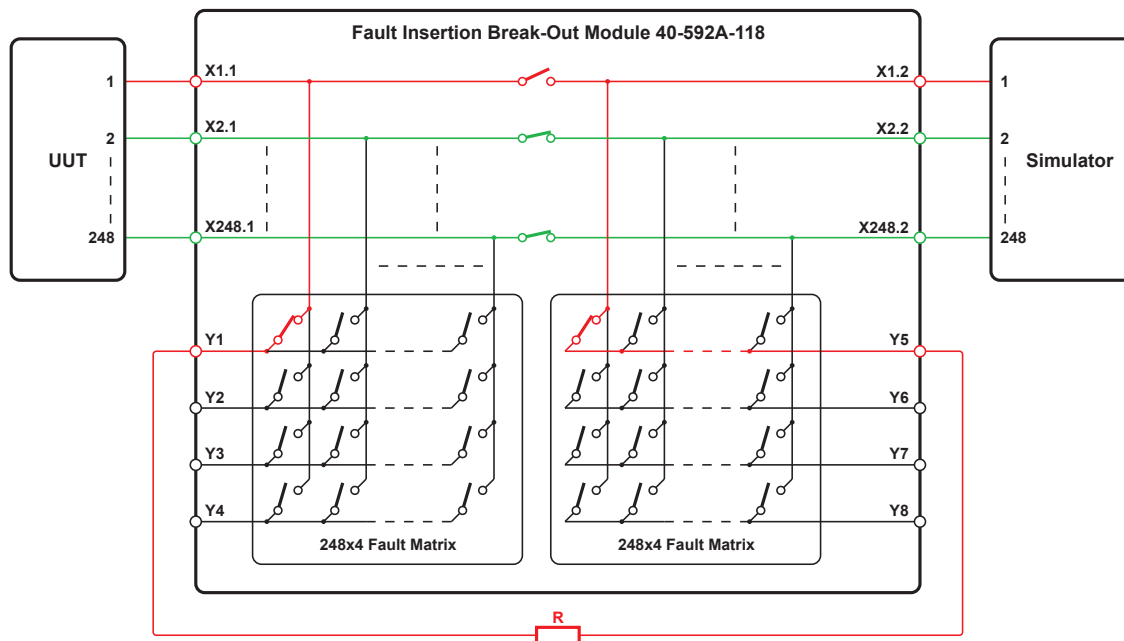 Fault Insertion Break-Out Module 40-592A-118
X1.1
X1.2
1
1
X2.1
X2.2
2
2
UUT
Simulator
X248.1
X248.2
248
248
Y1
Y5
Y2
Y6
Y3
Y7
Y4
Y8
248x4 Fault Matrix
248x4 Fault Matrix
R